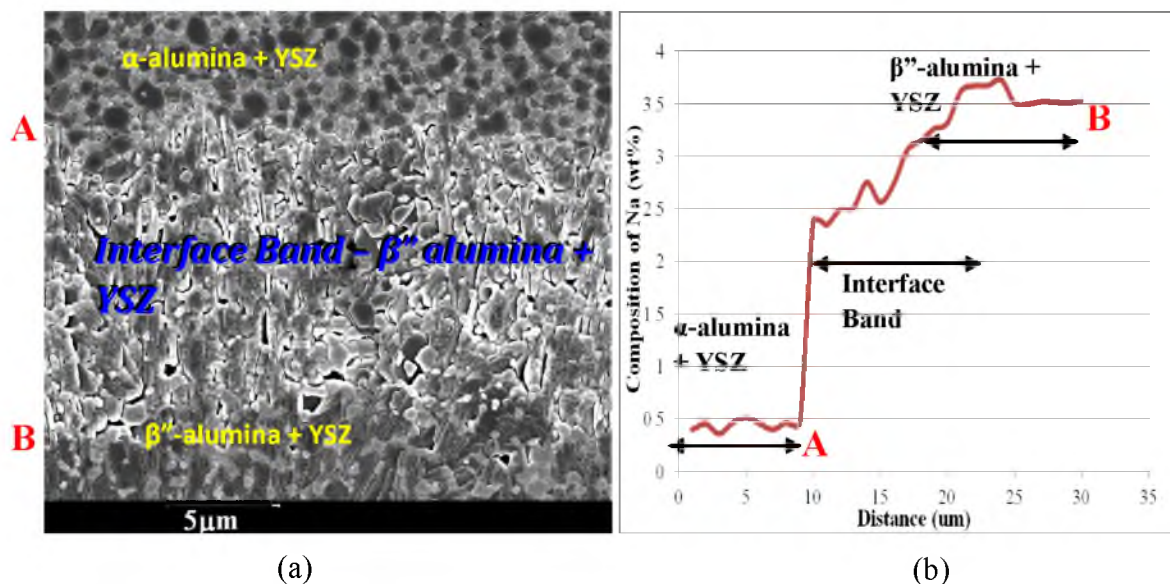 α-alumina + YSZ
A
Interface Band – β” alumina +
YSZ
B
β”-alumina + YSZ
5μm
(a)
4
3.5
3
2.5
2
1.5
1
0.5
0
Composition of Na (wt%)
β”-alumina +
YSZ
B
Interface
Band
α-alumina
+ YSZ
A
0 5 10 15 20 25 30 35
Distance (um)
(b)